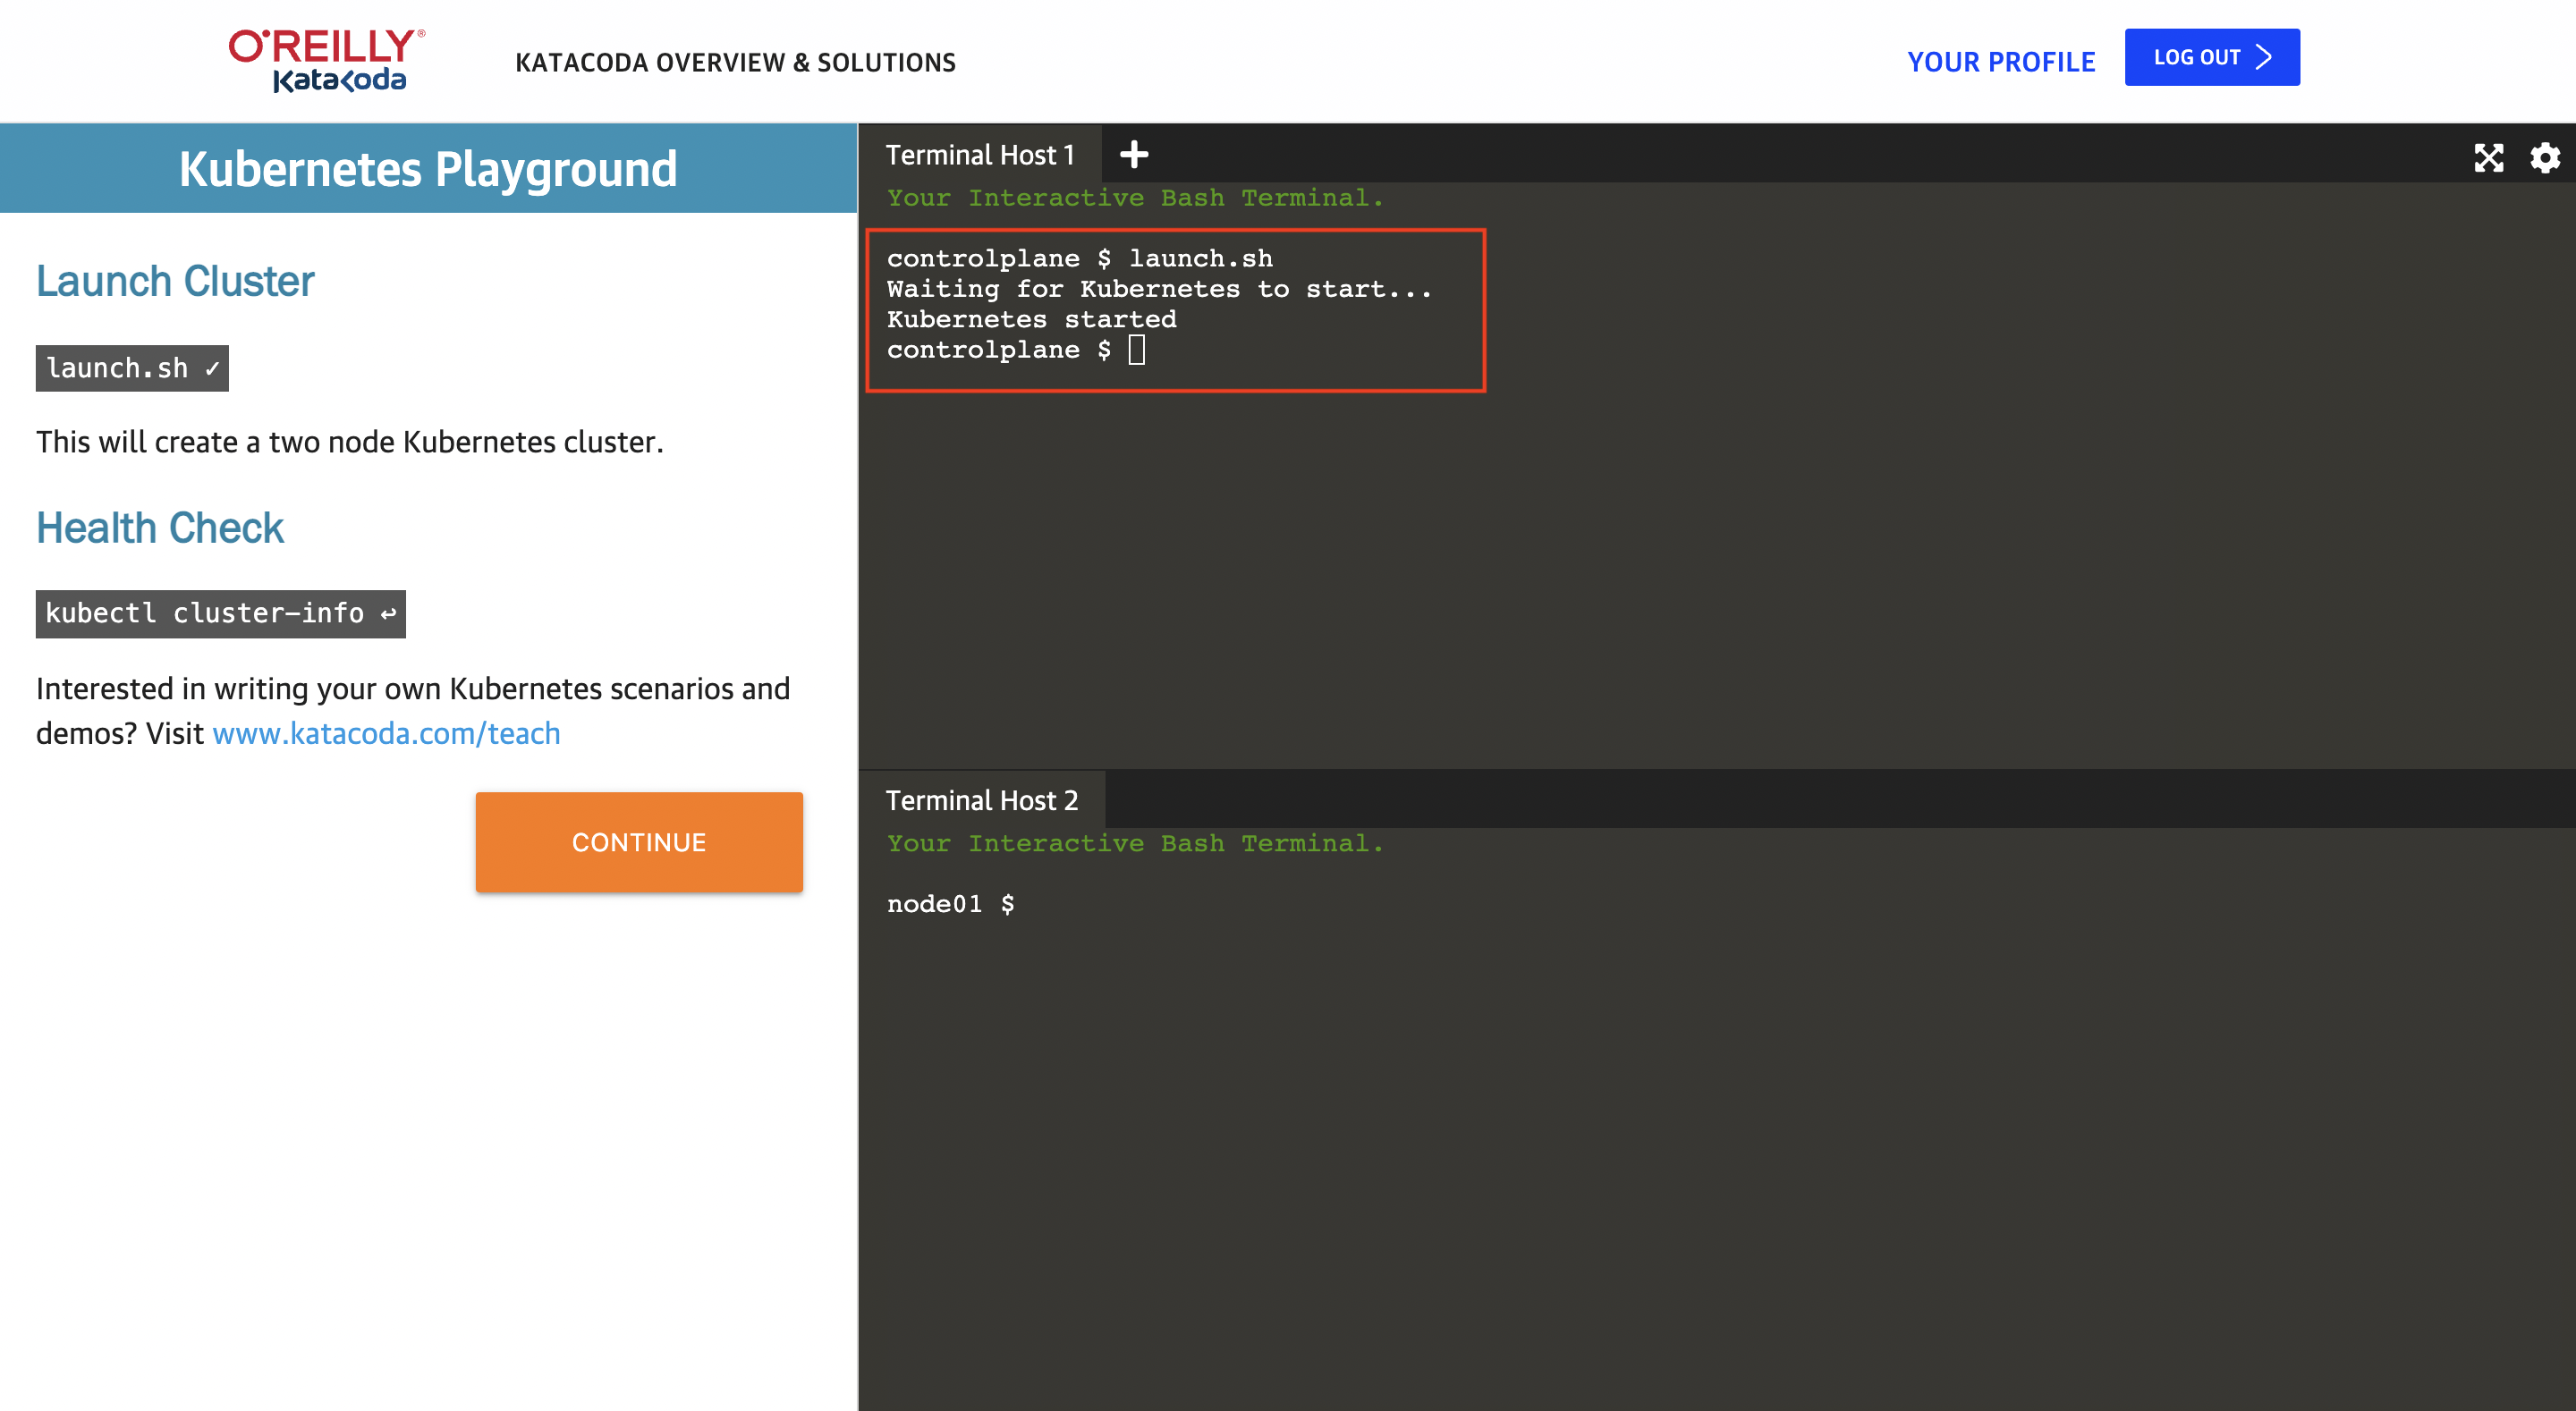 O'REILLY®
Katacoda
KATACODA OVERVIEW & SOLUTIONS
YOUR PROFILE
LOG OUT
Kubernetes Playground
Launch Cluster
launch.sh ✓
This will create a two node Kubernetes cluster.
Health Check
kubectl cluster-info ↩
Interested in writing your own Kubernetes scenarios and
demos? Visit www.katacoda.com/teach
CONTINUE
Terminal Host 1
Your Interactive Bash Terminal.
controlplane $ launch.sh
Waiting for Kubernetes to start...
Kubernetes started
controlplane $
Terminal Host 2
Your Interactive Bash Terminal.
node01 $